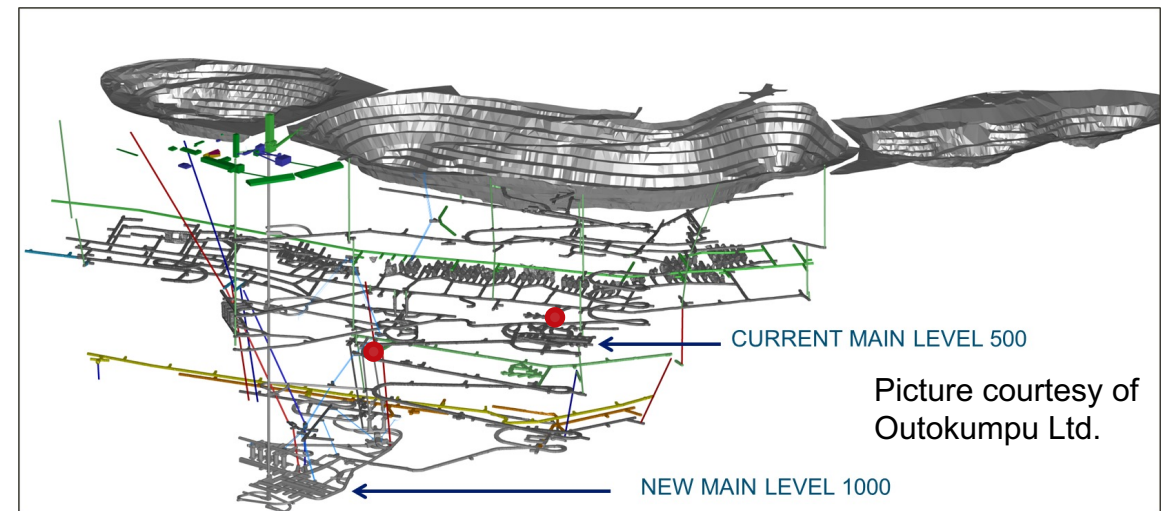 CURRENT MAIN LEVEL 500
Picture courtesy of
Outokumpu Ltd.
NEW MAIN LEVEL 1000